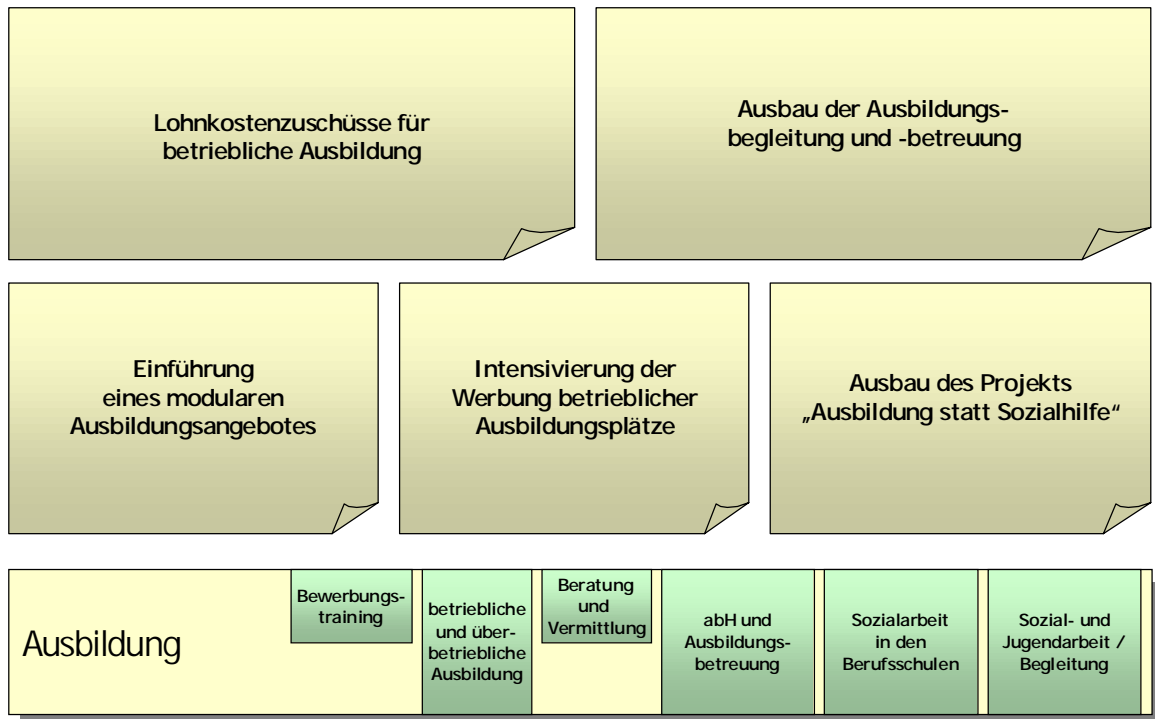 Lohnkostenzuschüsse für
betriebliche Ausbildung
Ausbau der Ausbildungs-
begleitung und -betreuung
Einführung
eines modularen
Ausbildungsangebotes
Intensivierung der
Werbung betrieblicher
Ausbildungsplätze
Ausbau des Projekts
„Ausbildung statt Sozialhilfe“
Ausbildung
Bewerbungs-
training
betriebliche
und über-
betriebliche
Ausbildung
Beratung
und
Vermittlung
abH und
Ausbildungs-
betreuung
Sozialarbeit
in den
Berufsschulen
Sozial- und
Jugendarbeit /
Begleitung